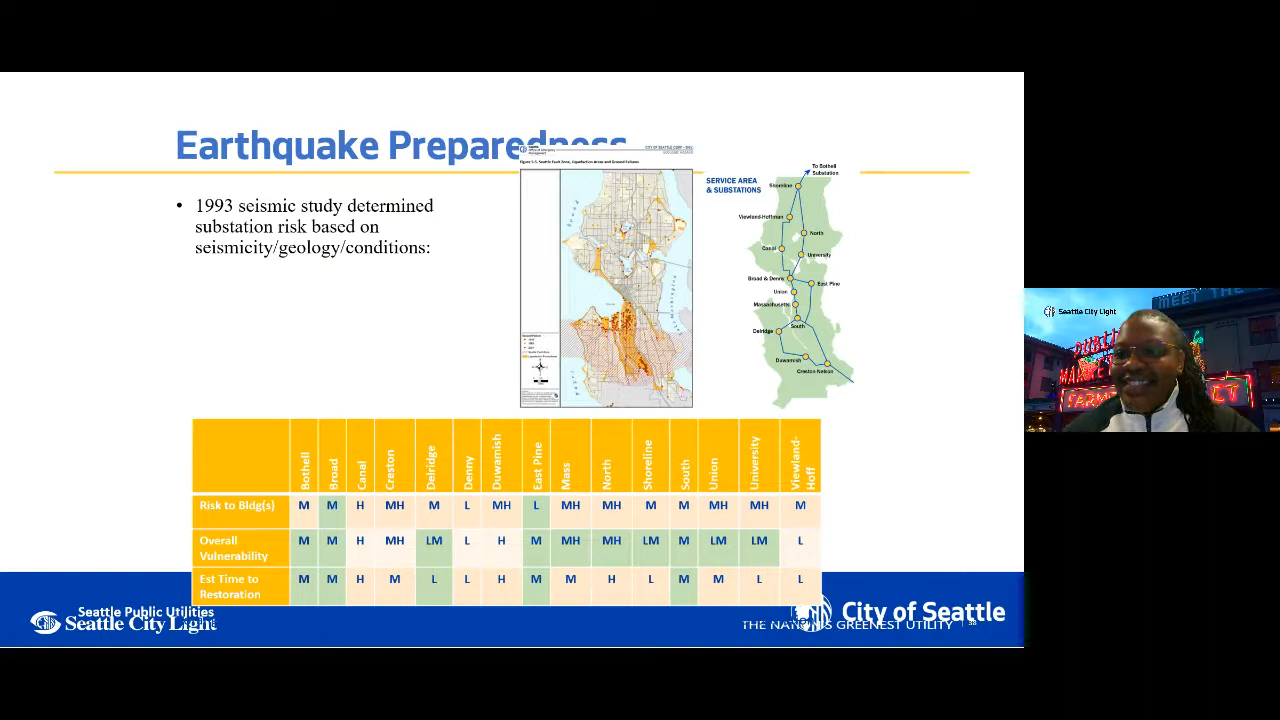 Earthquake Preparedness
• 1993 seismic study determined
substation risk based on
seismicity/geology/conditions:
CITY OF SEATTLE CEMP – SHIVA
Figure 5-5. Seattle Fault Zone, Liquefaction Areas and Ground Failures
SERVICE AREA
& SUBSTATIONS
To Bothell
Substation
Shoreline
Viewland-Hoffman
North
Canal
University
Broad & Denny
East Pine
Union
Massachusetts
South
Delridge
Duwamish
Creston-Nelson
Bothell Broad Canal Creston Delridge Denny Duwamish East Pine Mass North Shoreline South Union University Viewland-Hoff
Risk to Bldg(s) M M H MH M L MH L MH MH M M MH MH M
Overall Vulnerability M M H MH LM L H M MH MH LM M LM LM L
Est Time to Restoration M M H M L L H M M H L M M L L
Seattle Public Utilities
Seattle City Light
City of Seattle
GREENEST UTILITY
Seattle City Light
MEET THE
PUBLIC
MARKET
FARMERS